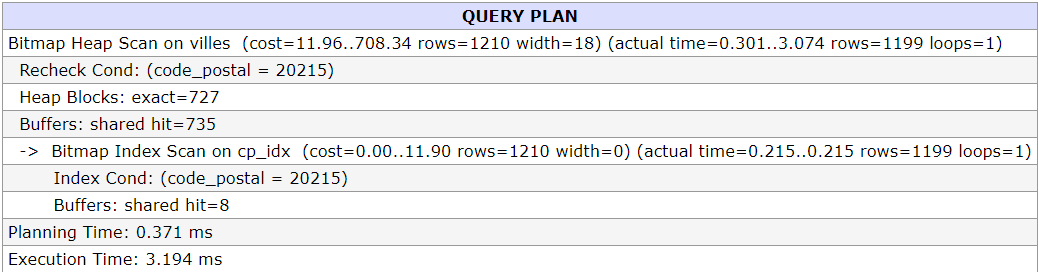 QUERY PLAN
Bitmap Heap Scan on villes (cost=11.96..708.34 rows=1210 width=18) (actual time=0.301..3.074 rows=1199 loops=1)
Recheck Cond: (code_postal = 20215)
Heap Blocks: exact=727
Buffers: shared hit=735
-> Bitmap Index Scan on cp_idx (cost=0.00..11.90 rows=1210 width=0) (actual time=0.215..0.215 rows=1199 loops=1)
Index Cond: (code_postal = 20215)
Buffers: shared hit=8
Planning Time: 0.371 ms
Execution Time: 3.194 ms